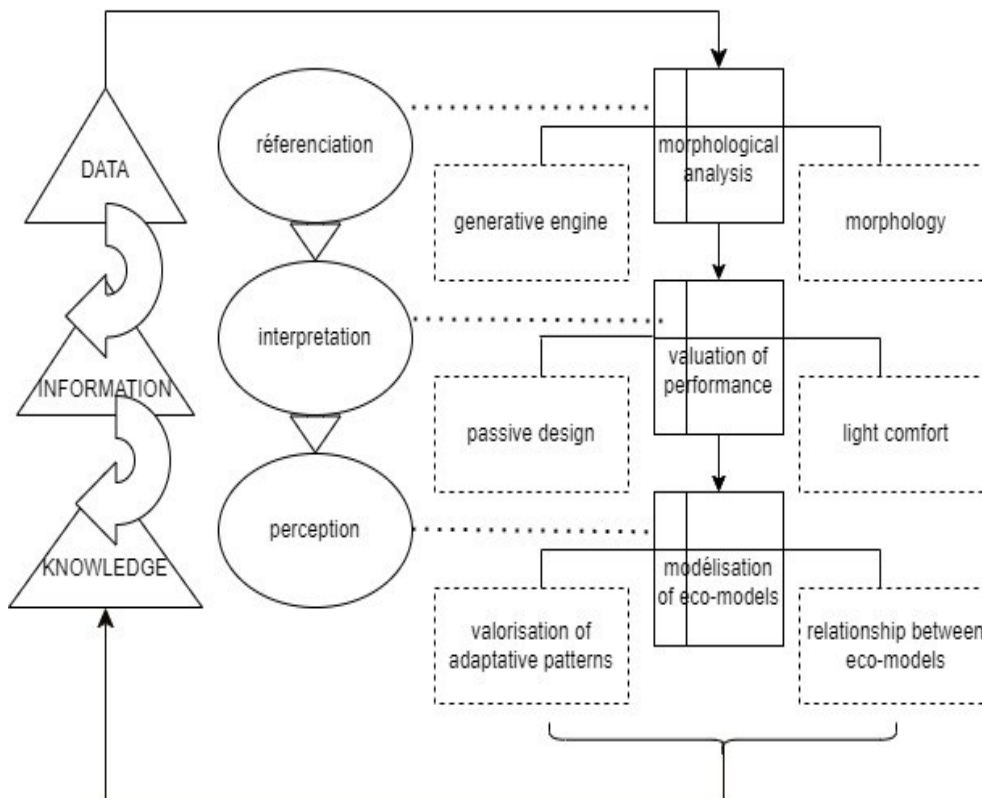 DATA
INFORMATION
KNOWLEDGE
réferenciation
interpretation
perception
morphological
analysis
generative engine
morphology
valuation of
performance
passive design
light comfort
modélisation
of eco-models
valorisation of
adaptative patterns
relationship between
eco-models